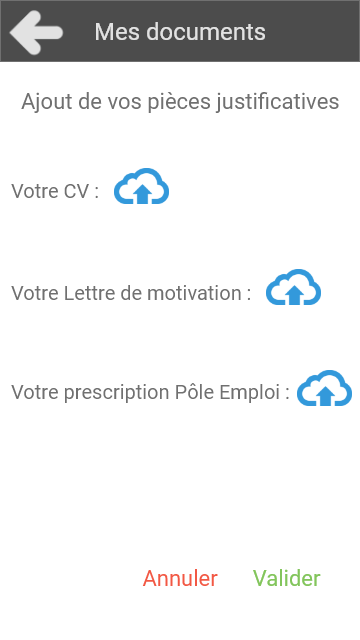 Mes documents
Ajout de vos pièces justificatives
Votre CV :
Votre Lettre de motivation :
Votre prescription Pôle Emploi :
Annuler Valider